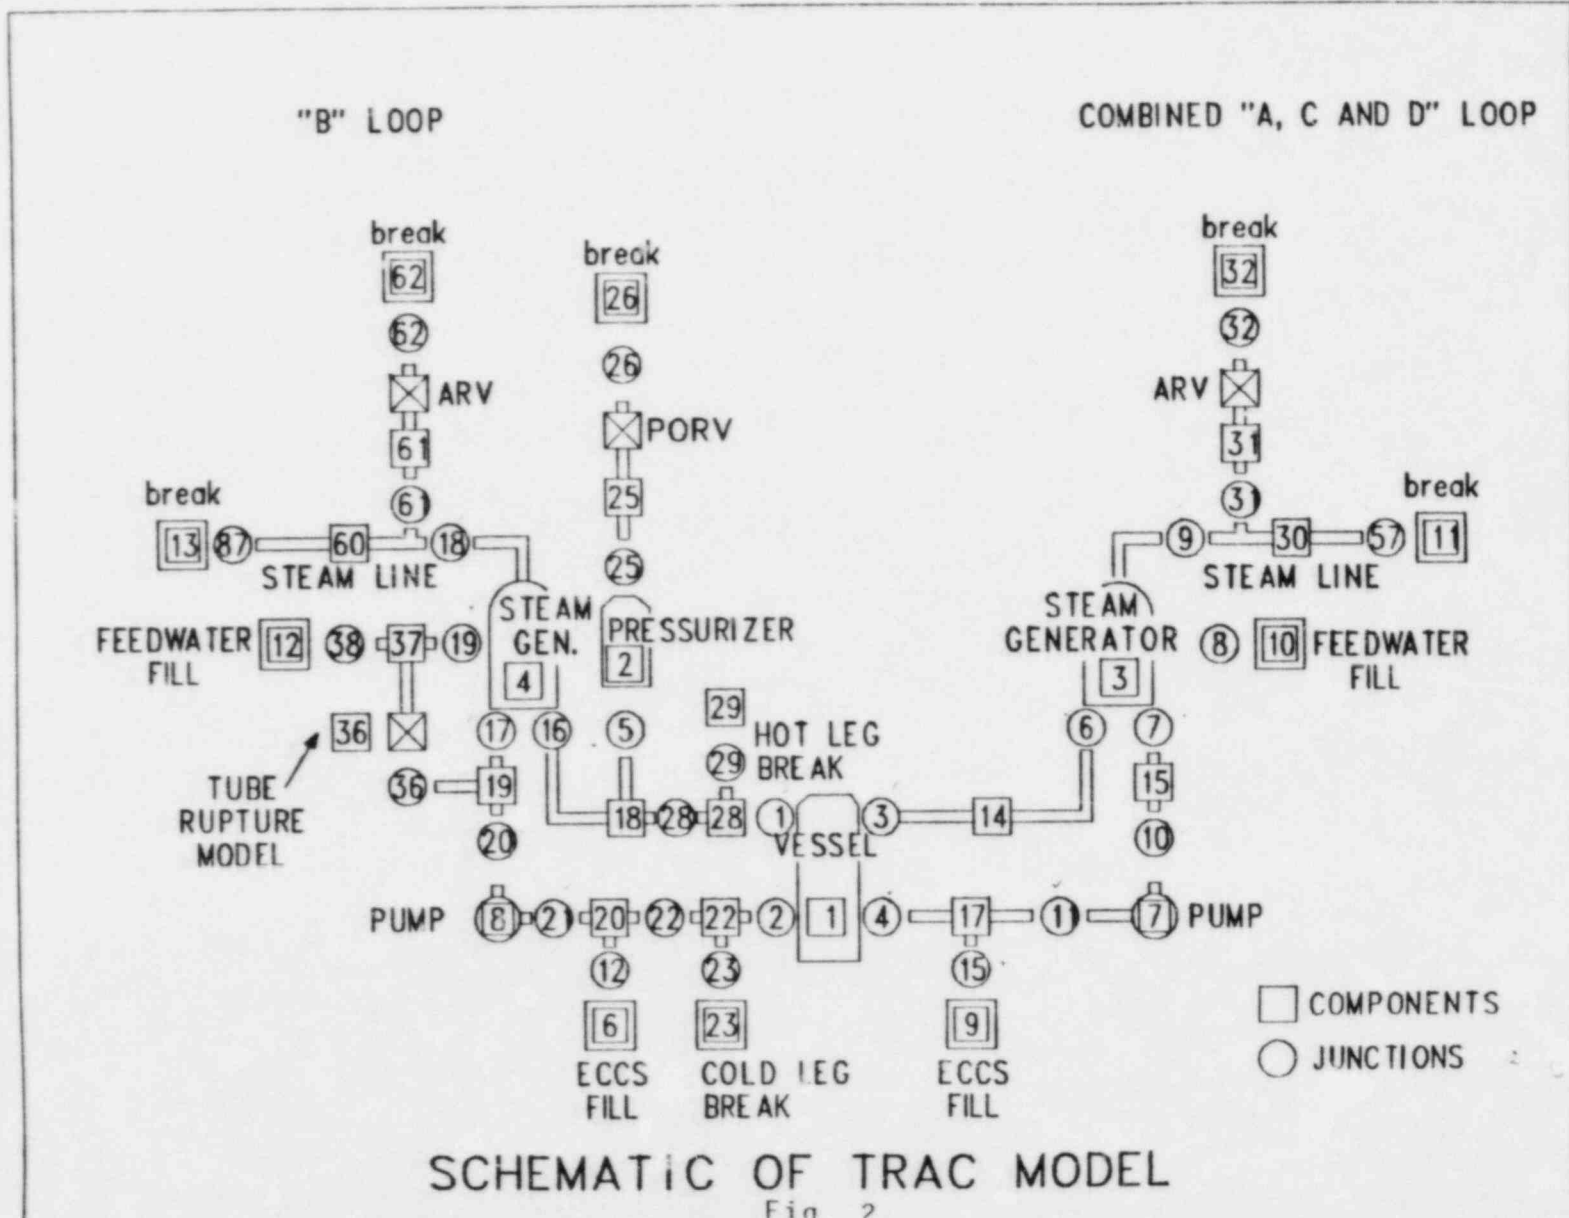 "B" LOOP
COMBINED "A, C AND D" LOOP
break
62
62
ARV
61
61
break
26
26
PORV
25
25
break
32
32
ARV
31
31
break
13
87
60
18
STEAM LINE
9
30
57
11
break
STEAM LINE
FEEDWATER
FILL
12
38
37
19
STEAM
GEN.
4
PRESSURIZER
2
STEAM
GENERATOR
3
8
10
FEEDWATER
FILL
36
TUBE
RUPTURE
MODEL
36
17
16
19
20
5
29
29
HOT LEG
BREAK
18
28
28
1
VESSEL
3
14
6
7
15
10
PUMP
8
21
20
22
22
2
1
4
17
11
7
PUMP
12
6
ECCS
FILL
23
23
COLD LEG
BREAK
15
9
ECCS
FILL
COMPONENTS
JUNCTIONS
SCHEMATIC OF TRAC MODEL
Fig 2